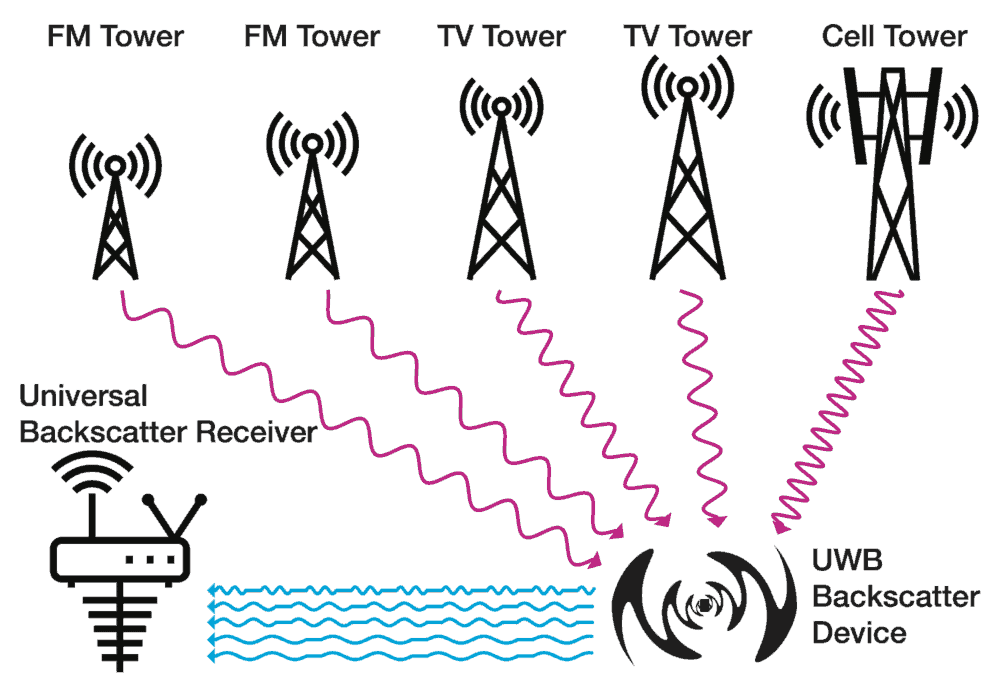 FM Tower
FM Tower
TV Tower
TV Tower
Cell Tower
Universal
Backscatter Receiver
UWB
Backscatter
Device